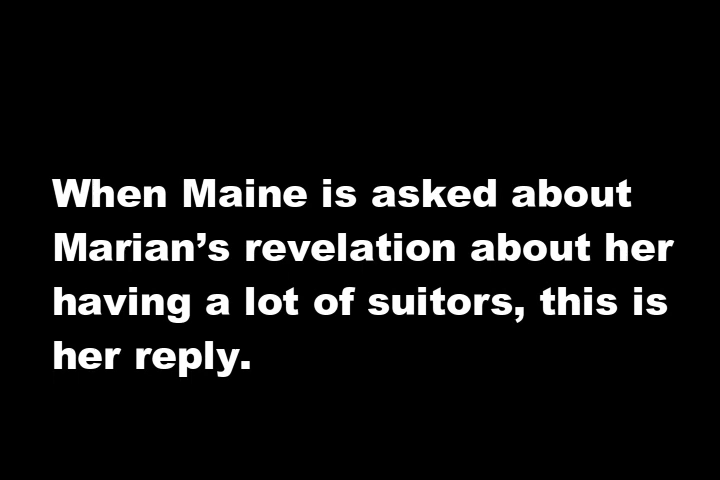 When Maine is asked about
Marian’s revelation about her
having a lot of suitors, this is
her reply.